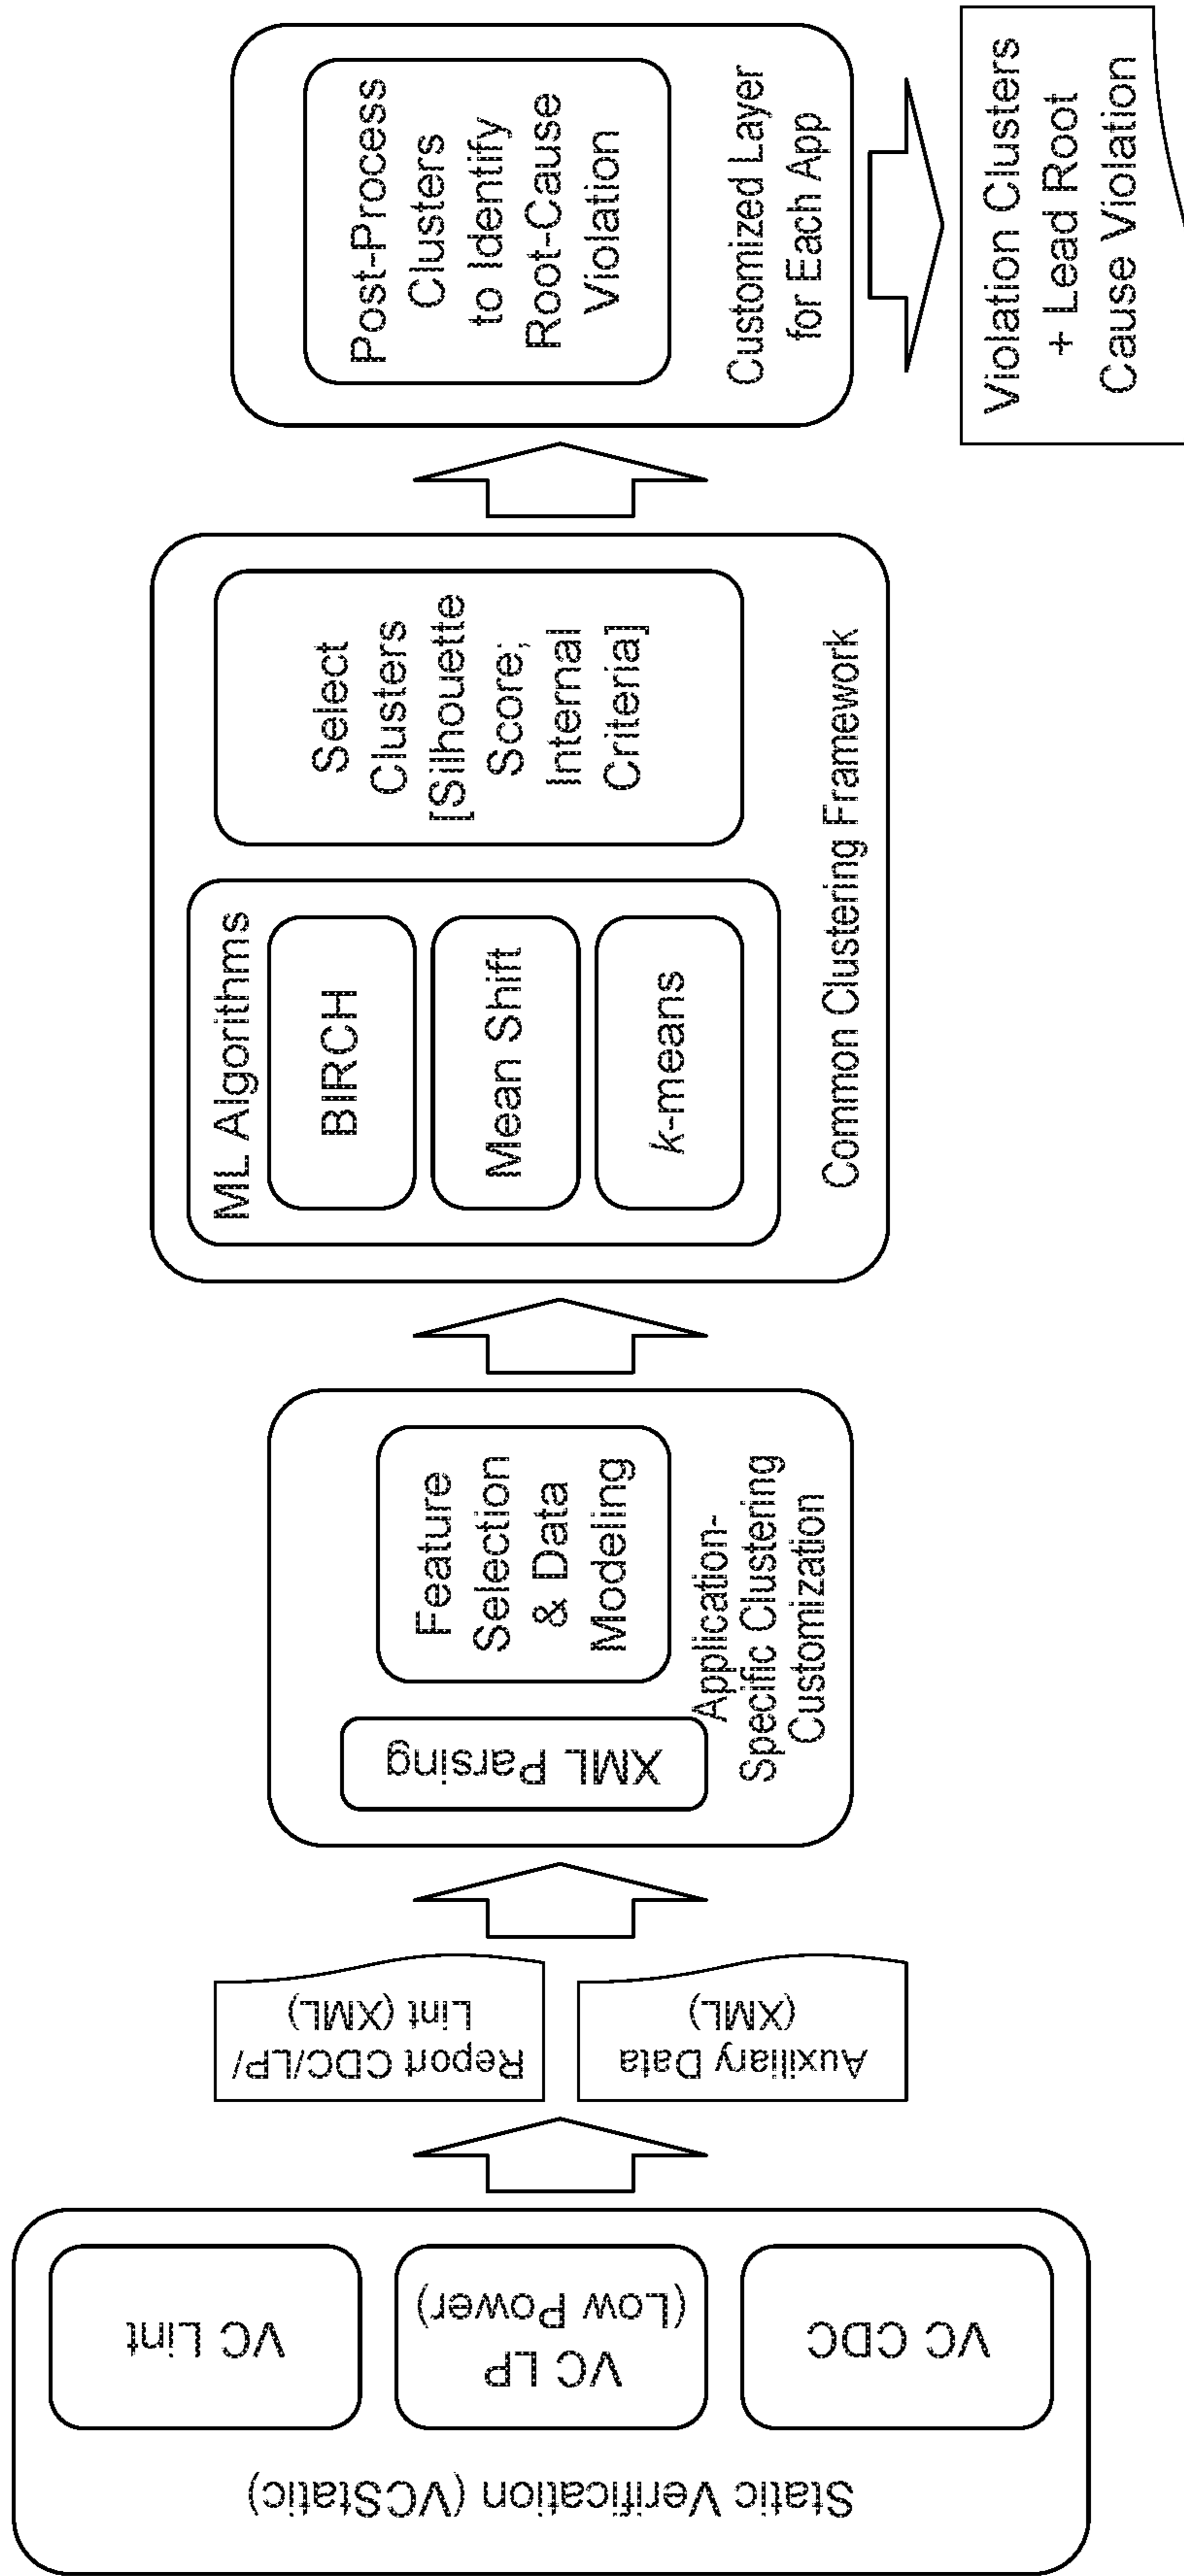 Static Verification (VCStatic)
VC Lint
VC LP
(Low Power)
VC CDC
Report CDC/LP/
Lint (XML)
Auxiliary Data
(XML)
XML Parsing
Feature
Selection
& Data
Modeling
Application-
Specific Clustering
Customization
ML Algorithms
BIRCH
Mean Shift
k-means
Select
Clusters
[Silhouette
Score;
Internal
Criteria]
Common Clustering Framework
Post-Process
Clusters
to Identify
Root-Cause
Violation
Customized Layer
for Each App
Violation Clusters
+ Lead Root
Cause Violation